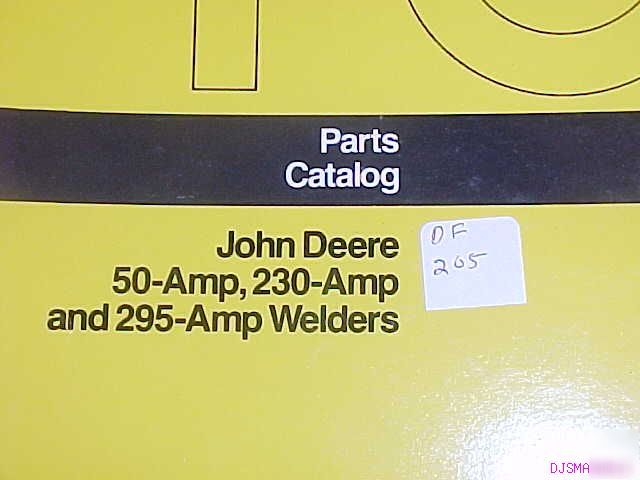 Parts
Catalog
John Deere
50-Amp, 230-Amp
and 295-Amp Welders
DF
205
DJSMA